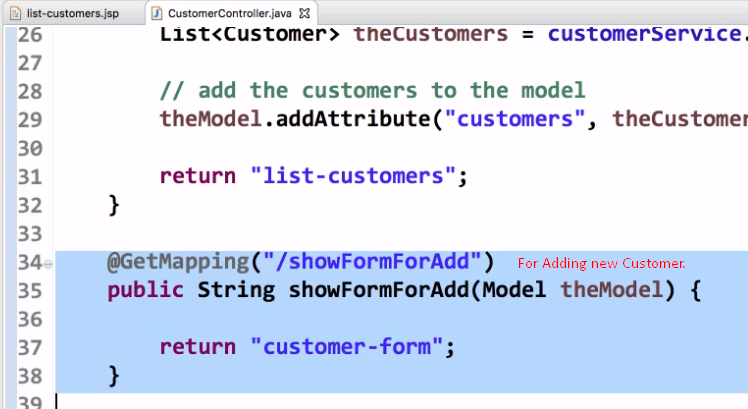 list-customers.jsp CustomerController.java
26 List<Customer> theCustomers = customerService.
27
28 // add the customers to the model
29 theModel.addAttribute("customers", theCustomer
30
31 return "list-customers";
32 }
33
34 @GetMapping("/showFormForAdd") For Adding new Customer.
35 public String showFormForAdd(Model theModel) {
36
37 return "customer-form";
38 }
39